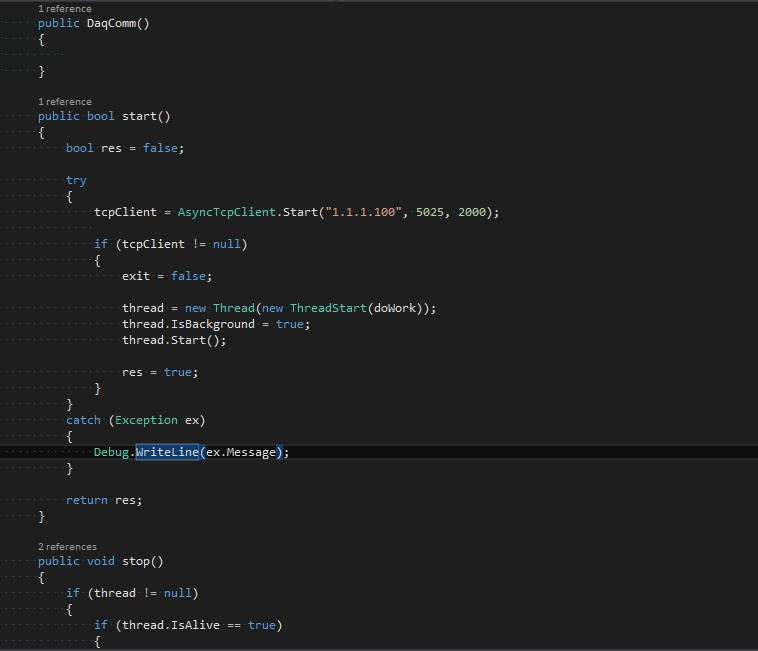 1 reference
public DaqComm()
{
}
1 reference
public bool start()
{
bool res = false;
try
{
tcpClient = AsyncTcpClient.Start("1.1.1.100", 5025, 2000);
if (tcpClient != null)
{
exit = false;
thread = new Thread(new ThreadStart(doWork));
thread.IsBackground = true;
thread.Start();
res = true;
}
}
catch (Exception ex)
{
Debug.WriteLine(ex.Message);
}
return res;
}
2 references
public void stop()
{
if (thread != null)
{
if (thread.IsAlive == true)
{